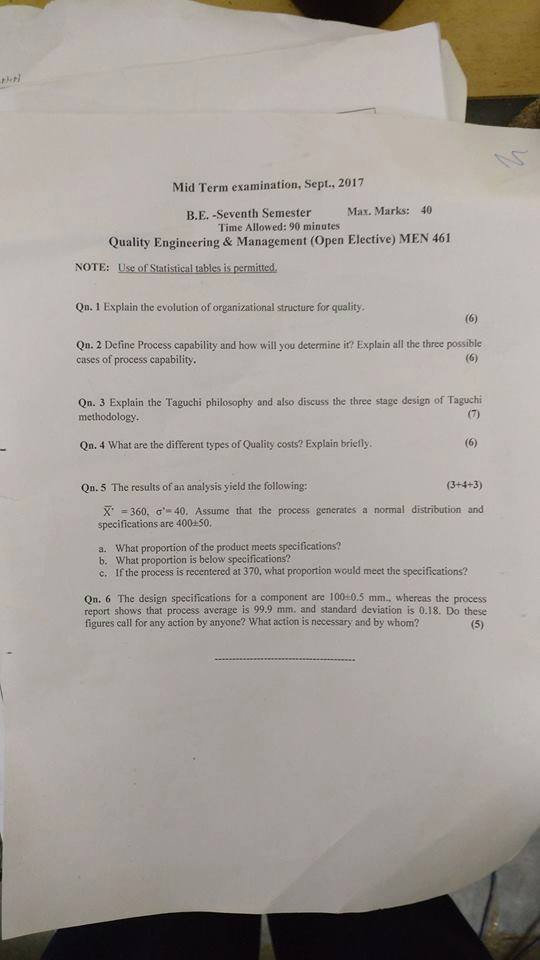 Mid Term examination, Sept., 2017
B.E. -Seventh Semester Max. Marks: 40
Time Allowed: 90 minutes
Quality Engineering & Management (Open Elective) MEN 461
NOTE: Use of Statistical tables is permitted.
Qn. 1 Explain the evolution of organizational structure for quality.
(6)
Qn. 2 Define Process capability and how will you determine it? Explain all the three possible
cases of process capability. (6)
Qn. 3 Explain the Taguchi philosophy and also discuss the three stage design of Taguchi
methodology. (7)
Qn. 4 What are the different types of Quality costs? Explain briefly. (6)
Qn. 5 The results of an analysis yield the following: (3+4+3)
X̄' = 360, σ'= 40. Assume that the process generates a normal distribution and
specifications are 400±50.
a. What proportion of the product meets specifications?
b. What proportion is below specifications?
c. If the process is recentered at 370, what proportion would meet the specifications?
Qn. 6 The design specifications for a component are 100±0.5 mm., whereas the process
report shows that process average is 99.9 mm. and standard deviation is 0.18. Do these
figures call for any action by anyone? What action is necessary and by whom? (5)